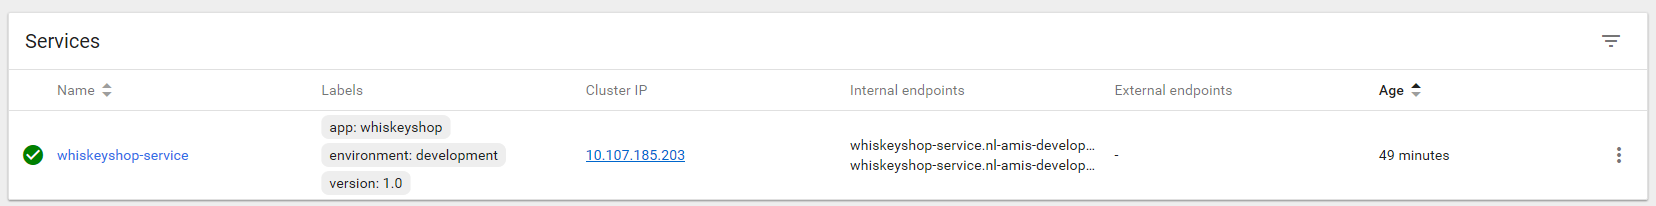 Services
Name Labels Cluster IP Internal endpoints External endpoints Age
whiskeyshop-service
app: whiskeyshop
environment: development
version: 1.0
10.107.185.203
whiskeyshop-service.nl-amis-develop...
whiskeyshop-service.nl-amis-develop...
-
49 minutes